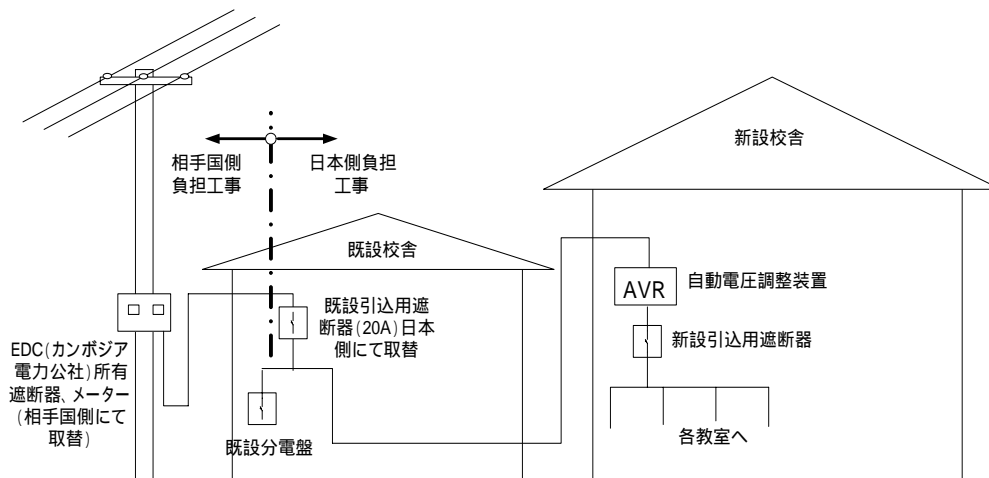 相手国側
負担工事
日本側負担
工事
新設校舎
既設校舎
既設引込用遮
断器(20A)日本
側にて取替
AVR
自動電圧調整装置
新設引込用遮断器
EDC(カンボジア
電力公社)所有
遮断器、メーター
(相手国側にて
取替)
既設分電盤
各教室へ